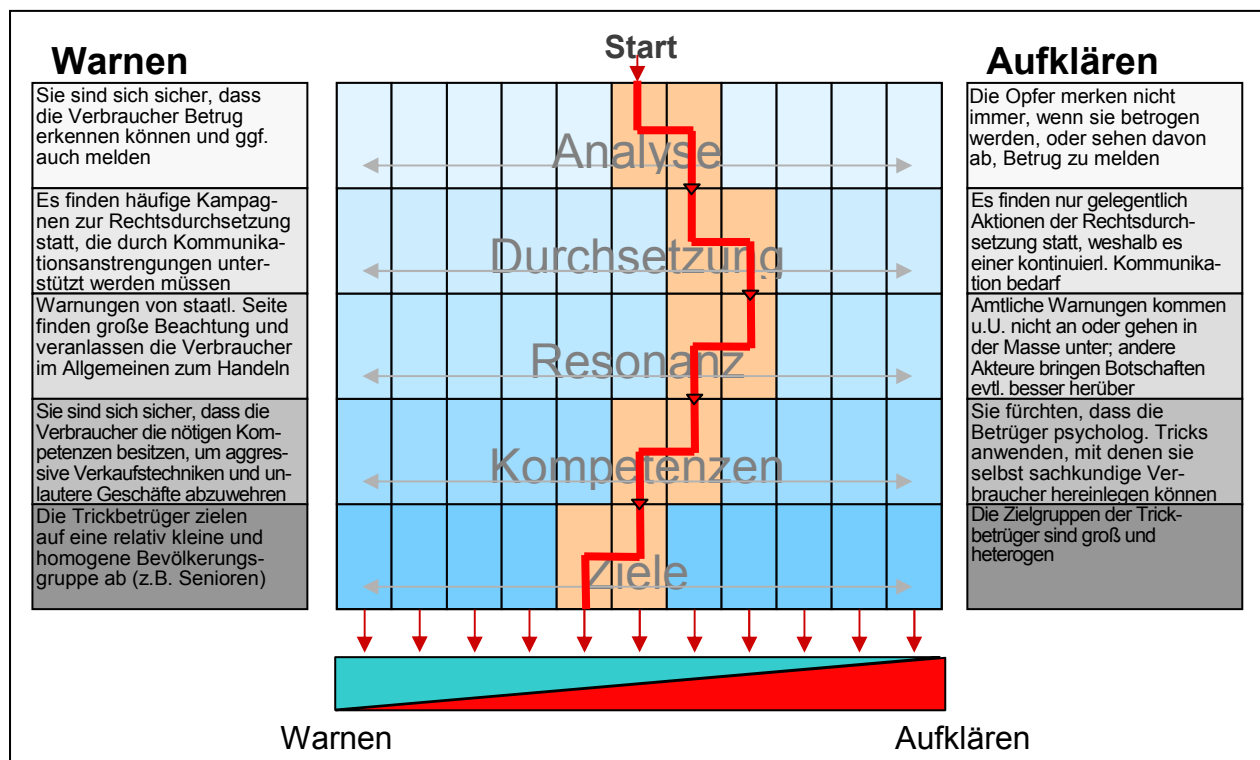 Start
Warnen
Sie sind sich sicher, dass
die Verbraucher Betrug
erkennen können und ggf.
auch melden
Es finden häufige Kampag-
nen zur Rechtsdurchsetzung
statt, die durch Kommunika-
tionsanstrengungen unter-
stützt werden müssen
Warnungen von staatl. Seite
finden große Beachtung und
veranlassen die Verbraucher
im Allgemeinen zum Handeln
Sie sind sich sicher, dass die
Verbraucher die nötigen Kom-
petenzen besitzen, um aggres-
sive Verkaufstechniken und un-
lautere Geschäfte abzuwehren
Die Trickbetrüger zielen
auf eine relativ kleine und
homogene Bevölkerungs-
gruppe ab (z.B. Senioren)
Analyse
Durchsetzung
Resonanz
Kompetenzen
Ziele
Aufklären
Die Opfer merken nicht
immer, wenn sie betrogen
werden, oder sehen davon
ab, Betrug zu melden
Es finden nur gelegentlich
Aktionen der Rechtsdurch-
setzung statt, weshalb es
einer kontinuierl. Kommunika-
tion bedarf
Amtliche Warnungen kommen
u.U. nicht an oder gehen in
der Masse unter; andere
Akteure bringen Botschaften
evtl. besser herüber
Sie fürchten, dass die
Betrüger psycholog. Tricks
anwenden, mit denen sie
selbst sachkundige Ver-
braucher hereinlegen können
Die Zielgruppen der Trick-
betrüger sind groß und
heterogen
Warnen
Aufklären